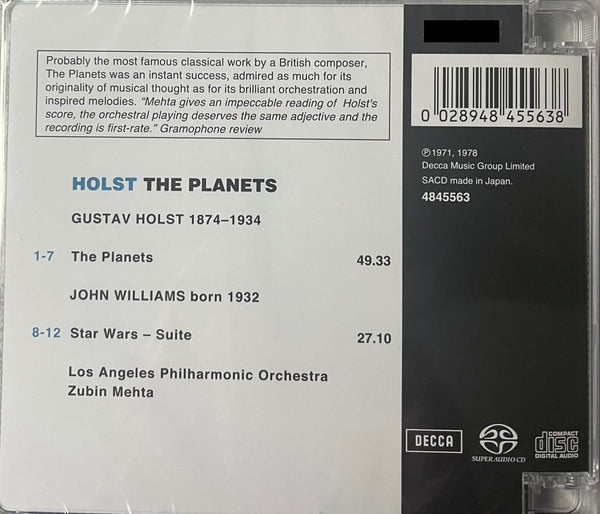 Probably the most famous classical work by a British composer,
The Planets was an instant success, admired as much for its
originality of musical thought as for its brilliant orchestration and
inspired melodies. “Mehta gives an impeccable reading of Holst's
score, the orchestral playing deserves the same adjective and the
recording is first-rate.” Gramophone review
HOLST THE PLANETS
GUSTAV HOLST 1874–1934
1-7 The Planets 49.33
JOHN WILLIAMS born 1932
8-12 Star Wars – Suite 27.10
Los Angeles Philharmonic Orchestra
Zubin Mehta
0 028948 455638
℗1971, 1978
Decca Music Group Limited
SACD made in Japan.
4845563
DECCA
SUPER AUDIO CD
COMPACT
disc
DIGITAL AUDIO